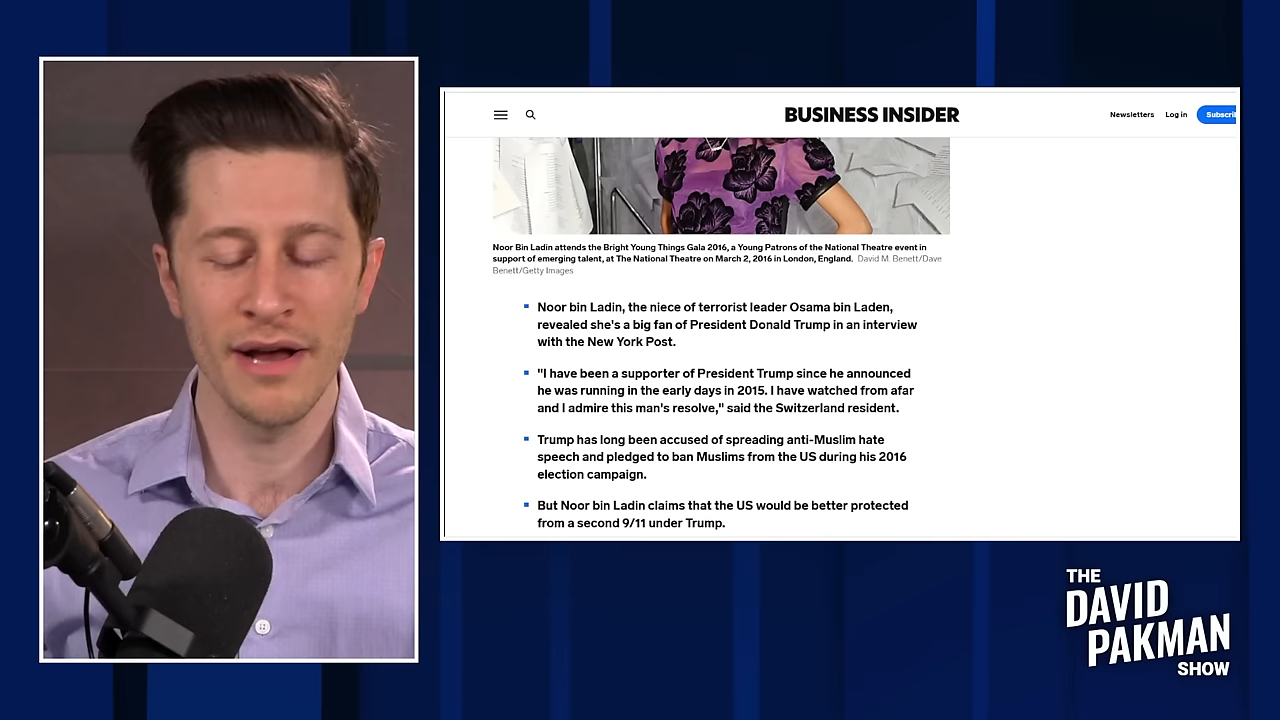 BUSINESS INSIDER
Newsletters
Log in
Noor Bin Ladin attends the Bright Young Things Gala 2016, a Young Patrons of the National Theatre event in
support of emerging talent, at The National Theatre on March 2, 2016 in London, England. David M. Benett/Dave
Benett/Getty Images
Noor bin Ladin, the niece of terrorist leader Osama bin Laden,
revealed she's a big fan of President Donald Trump in an interview
with the New York Post.
"I have been a supporter of President Trump since he announced
he was running in the early days in 2015. I have watched from afar
and I admire this man's resolve," said the Switzerland resident.
Trump has long been accused of spreading anti-Muslim hate
speech and pledged to ban Muslims from the US during his 2016
election campaign.
But Noor bin Ladin claims that the US would be better protected
from a second 9/11 under Trump.
THE
DAVID
PAKMAN
SHOW